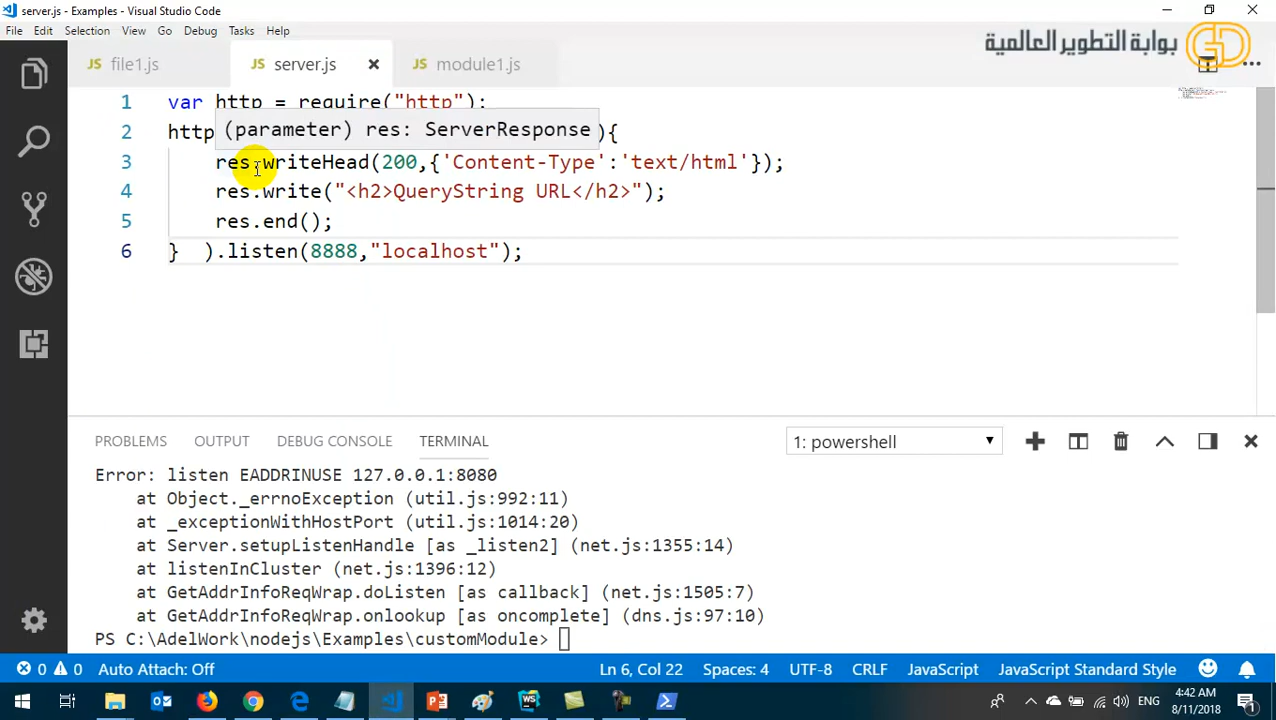 server.js - Examples - Visual Studio Code
File Edit Selection View Go Debug Tasks Help
بوابة التطوير العالمية
GD
JS file1.js JS server.js JS module1.js
1 var http = require("http");
(parameter) res: ServerResponse
2 http){
3 res.writeHead(200,{'Content-Type':'text/html'});
4 res.write("<h2>QueryString URL</h2>");
5 res.end();
6 } ).listen(8888,"localhost");
PROBLEMS OUTPUT DEBUG CONSOLE TERMINAL 1: powershell
Error: listen EADDRINUSE 127.0.0.1:8080
at Object._errnoException (util.js:992:11)
at _exceptionWithHostPort (util.js:1014:20)
at Server.setupListenHandle [as _listen2] (net.js:1355:14)
at listenInCluster (net.js:1396:12)
at GetAddrInfoReqWrap.doListen [as callback] (net.js:1505:7)
at GetAddrInfoReqWrap.onlookup [as oncomplete] (dns.js:97:10)
PS C:\AdelWork\nodejs\Examples\customModule>
0 0 Auto Attach: Off Ln 6, Col 22 Spaces: 4 UTF-8 CRLF JavaScript JavaScript Standard Style
4:42 AM
ENG
8/11/2018